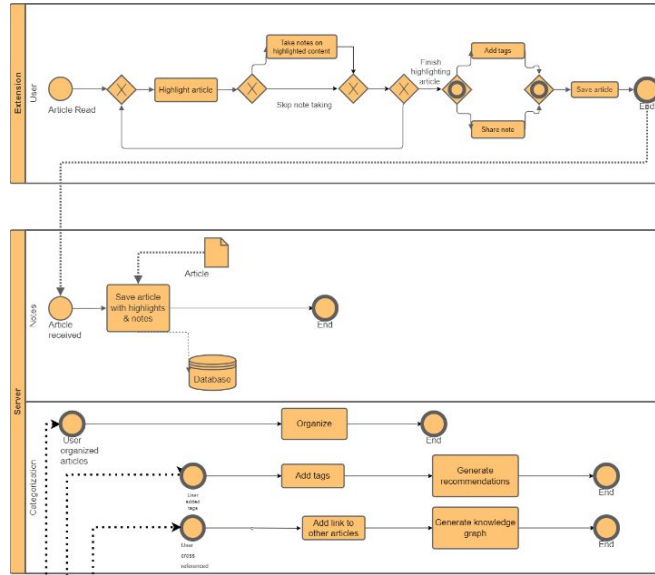 Extension
User
Article Read
Highlight article
Take notes on
highlighted content
Skip note taking
Finish
highlighting
article
Add tags
Share note
Save article
End
Server
Notes
Article
received
Save article
with highlights
& notes
Article
Database
End
Categorization
User
organized
articles
Organize
End
User
added
tags
Add tags
Generate
recommendations
End
User
cross
referenced
Add link to
other articles
Generate knowledge
graph
End